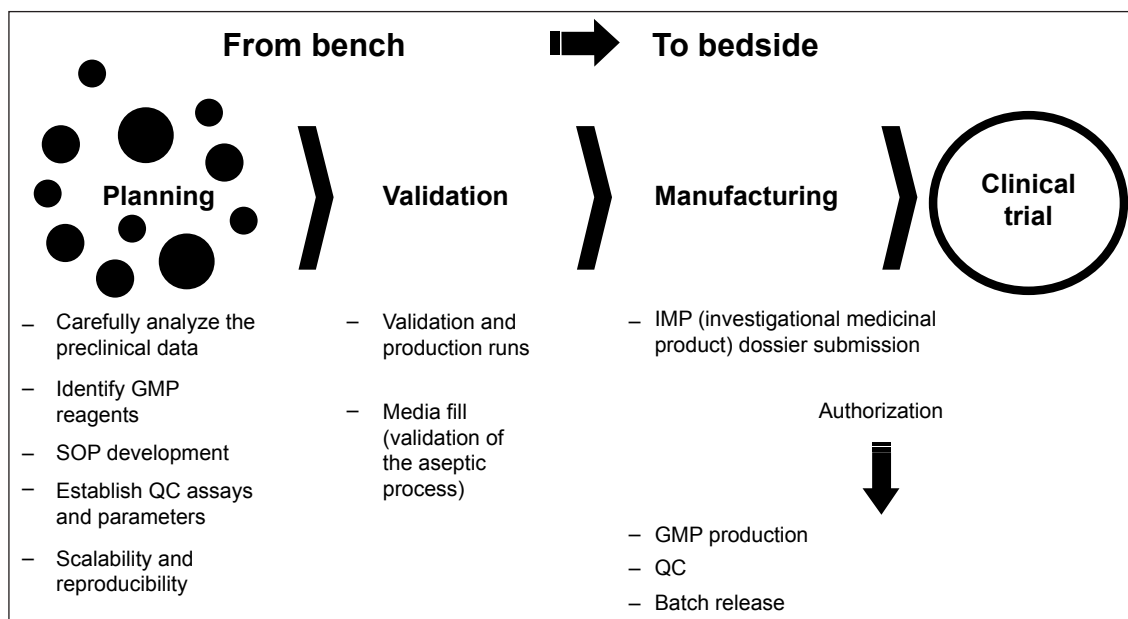 From bench
To bedside
Planning
Validation
Manufacturing
Clinical
trial
– Carefully analyze the
preclinical data
– Identify GMP
reagents
– SOP development
– Establish QC assays
and parameters
– Scalability and
reproducibility
– Validation and
production runs
– Media fill
(validation of
the aseptic
process)
– IMP (investigational medicinal
product) dossier submission
Authorization
– GMP production
– QC
– Batch release